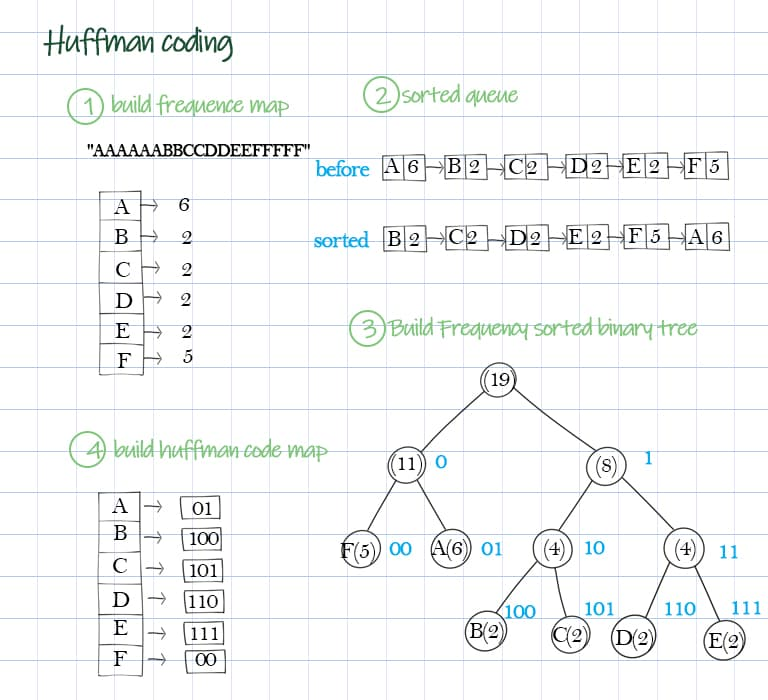 Huffman coding
1 build frequence map
"AAAAAABBCCDDEEFFFFF"
A → 6
B → 2
C → 2
D → 2
E → 2
F → 5
2 sorted queue
before A 6 → B 2 → C 2 → D 2 → E 2 → F 5
sorted B 2 → C 2 → D 2 → E 2 → F 5 → A 6
3 Build Frequency sorted binary tree
(19)
(11) 0 (8) 1
F(5) 00 A(6) 01 (4) 10 (4) 11
100 101 110 111
B(2) C(2) D(2) E(2)
4 build huffman code map
A → 01
B → 100
C → 101
D → 110
E → 111
F → 00